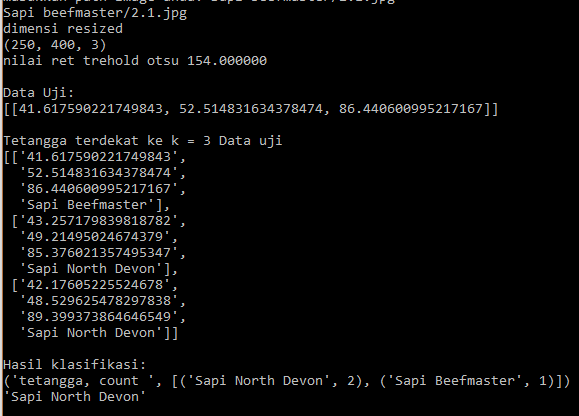 Sapi beefmaster/2.1.jpg
dimensi resized
(250, 400, 3)
nilai ret trehold otsu 154.000000
Data Uji:
[[41.617590221749843, 52.514831634378474, 86.440600995217167]]
Tetangga terdekat ke k = 3 Data uji
[['41.617590221749843',
'52.514831634378474',
'86.440600995217167',
'Sapi Beefmaster'],
['43.257179839818782',
'49.21495024674379',
'85.376021357495347',
'Sapi North Devon'],
['42.17605225524678',
'48.529625478297838',
'89.399373864646549',
'Sapi North Devon']]
Hasil klasifikasi:
('tetangga, count ', [('Sapi North Devon', 2), ('Sapi Beefmaster', 1)])
'Sapi North Devon'